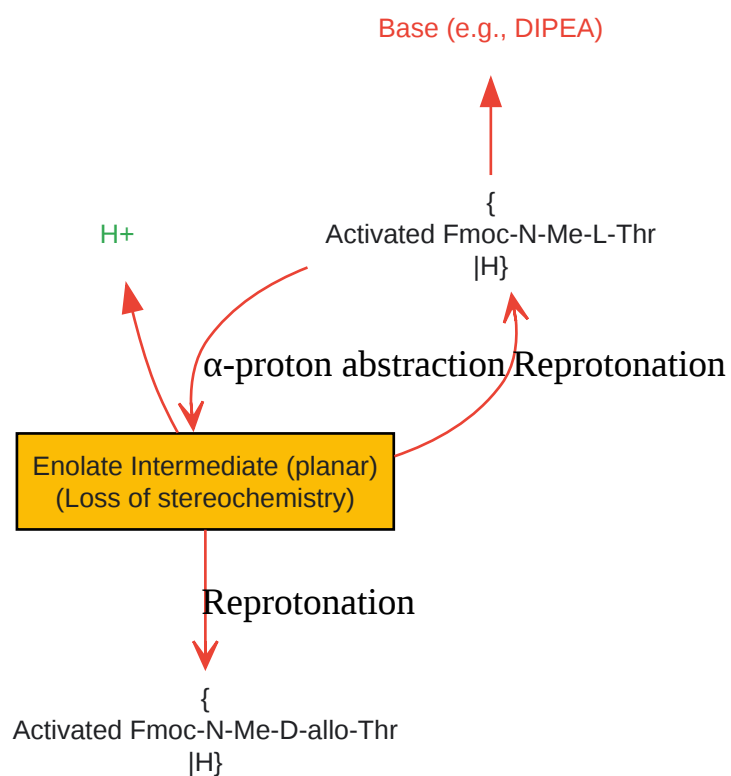 Base (e.g., DIPEA)
{
Activated Fmoc-N-Me-L-Thr
|H}
H+
α-proton abstraction
Reprotonation
Enolate Intermediate (planar)
(Loss of stereochemistry)
Reprotonation
{
Activated Fmoc-N-Me-D-allo-Thr
|H}